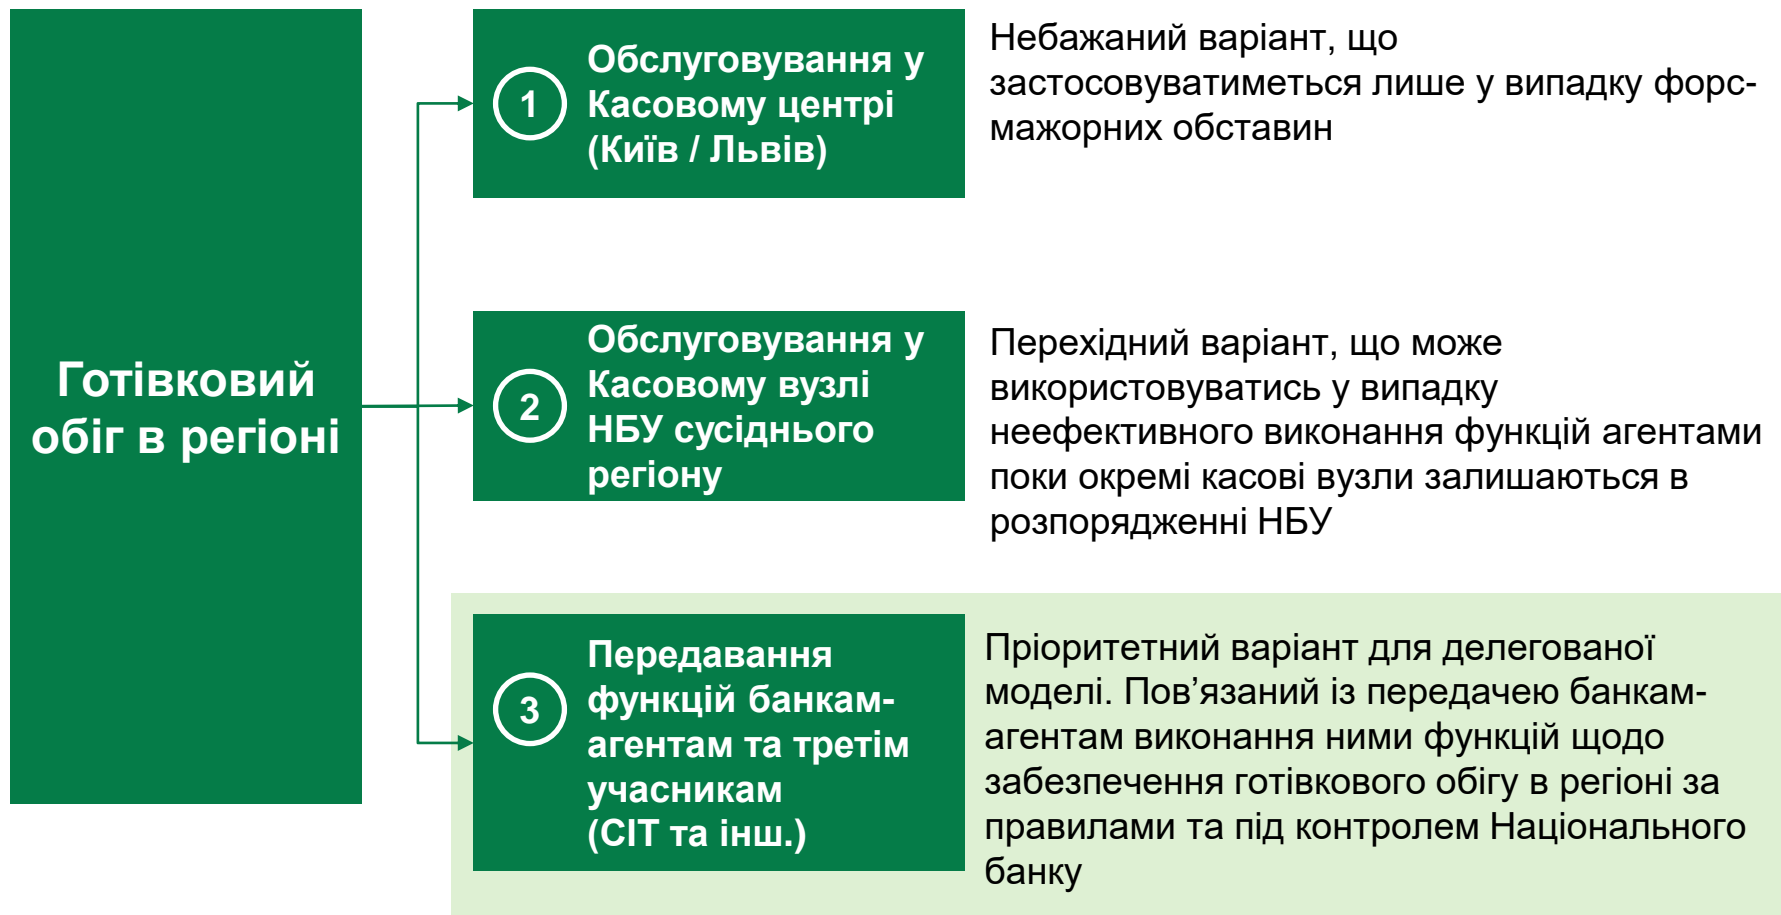 Готівковий
обіг в регіоні
1
Обслуговування у
Касовому центрі
(Київ / Львів)
Небажаний варіант, що
застосовуватиметься лише у випадку форс-
мажорних обставин
2
Обслуговування у
Касовому вузлі
НБУ сусіднього
регіону
Перехідний варіант, що може
використовуватись у випадку
неефективного виконання функцій агентами
поки окремі касові вузли залишаються в
розпорядженні НБУ
3
Передавання
функцій банкам-
агентам та третім
учасникам
(СІТ та інш.)
Пріоритетний варіант для делегованої
моделі. Пов’язаний із передачею банкам-
агентам виконання ними функцій щодо
забезпечення готівкового обігу в регіоні за
правилами та під контролем Національного
банку